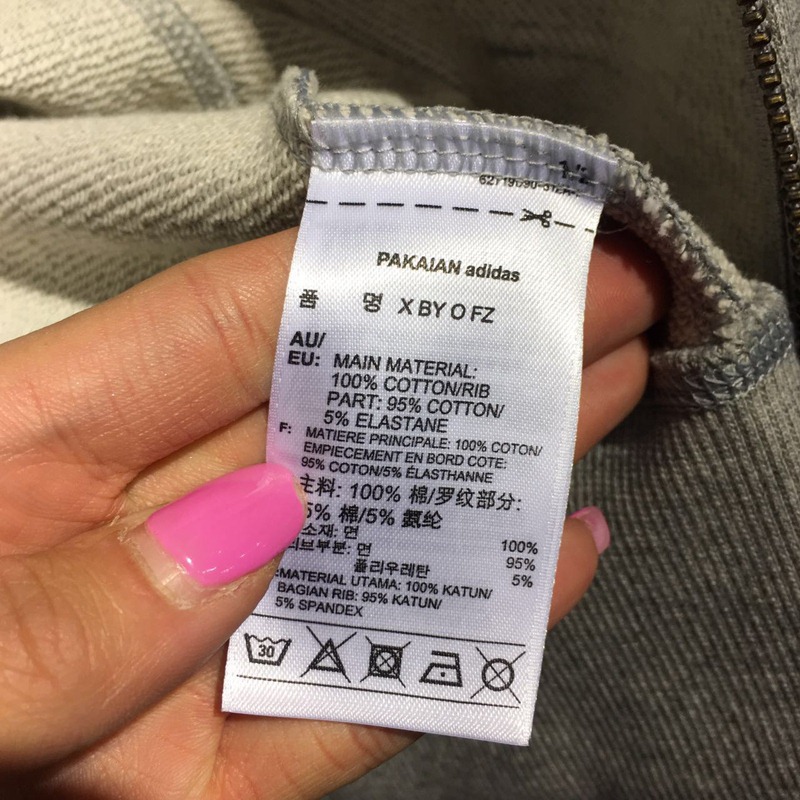 1/2
PAKAIAN adidas
품 명 X BY O FZ
AU/
EU: MAIN MATERIAL:
100% COTTON/RIB
PART: 95% COTTON/
5% ELASTANE
F: MATIERE PRINCIPALE: 100% COTON/
EMPIECEMENT EN BORD COTE:
95% COTON/5% ÉLASTHANNE
主料: 100% 棉/罗纹部分:
5% 棉/5% 氨纶
소재: 면 100%
리브부분: 면 95%
폴리우레탄 5%
:MATERIAL UTAMA: 100% KATUN/
BAGIAN RIB: 95% KATUN/
5% SPANDEX
30